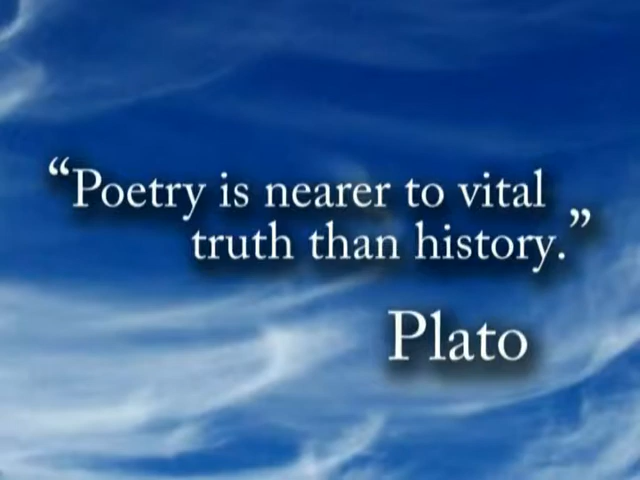 “Poetry is nearer to vital
truth than history.”
Plato